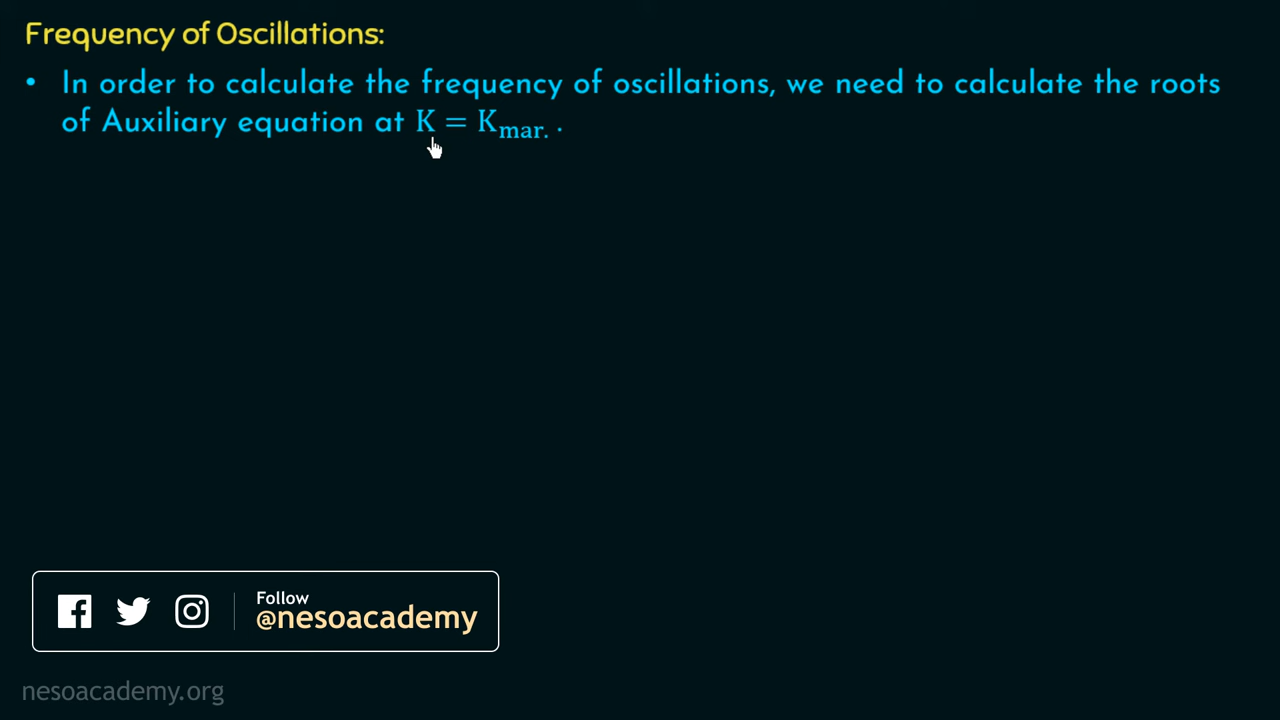 Frequency of Oscillations:
• In order to calculate the frequency of oscillations, we need to calculate the roots
of Auxiliary equation at K = Kmar. .
Follow
@nesoacademy
nesoacademy.org